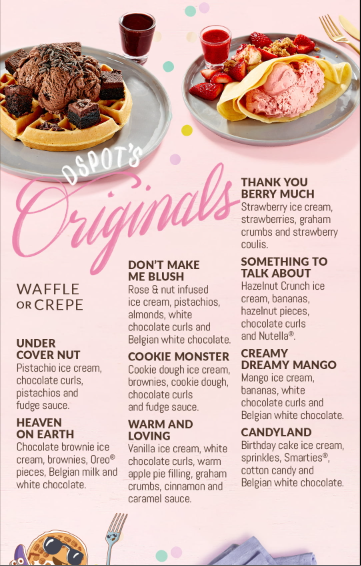 DSPOT'S
Originals
WAFFLE
OR CREPE
UNDER
COVER NUT
Pistachio ice cream,
chocolate curls,
pistachios and
fudge sauce.
HEAVEN
ON EARTH
Chocolate brownie ice
cream, brownies, Oreo®
pieces, Belgian milk and
white chocolate.
DON'T MAKE
ME BLUSH
Rose & nut infused
ice cream, pistachios,
almonds, white
chocolate curls and
Belgian white chocolate.
COOKIE MONSTER
Cookie dough ice cream,
brownies, cookie dough,
chocolate curls
and fudge sauce.
WARM AND
LOVING
Vanilla ice cream, white
chocolate curls, warm
apple pie filling, graham
crumbs, cinnamon and
caramel sauce.
THANK YOU
BERRY MUCH
Strawberry ice cream,
strawberries, graham
crumbs and strawberry
coulis.
SOMETHING TO
TALK ABOUT
Hazelnut Crunch ice
cream, bananas,
hazelnut pieces,
chocolate curls
and Nutella®.
CREAMY
DREAMY MANGO
Mango ice cream,
bananas, white
chocolate curls and
Belgian white chocolate.
CANDYLAND
Birthday cake ice cream,
sprinkles, Smarties®,
cotton candy and
Belgian white chocolate.